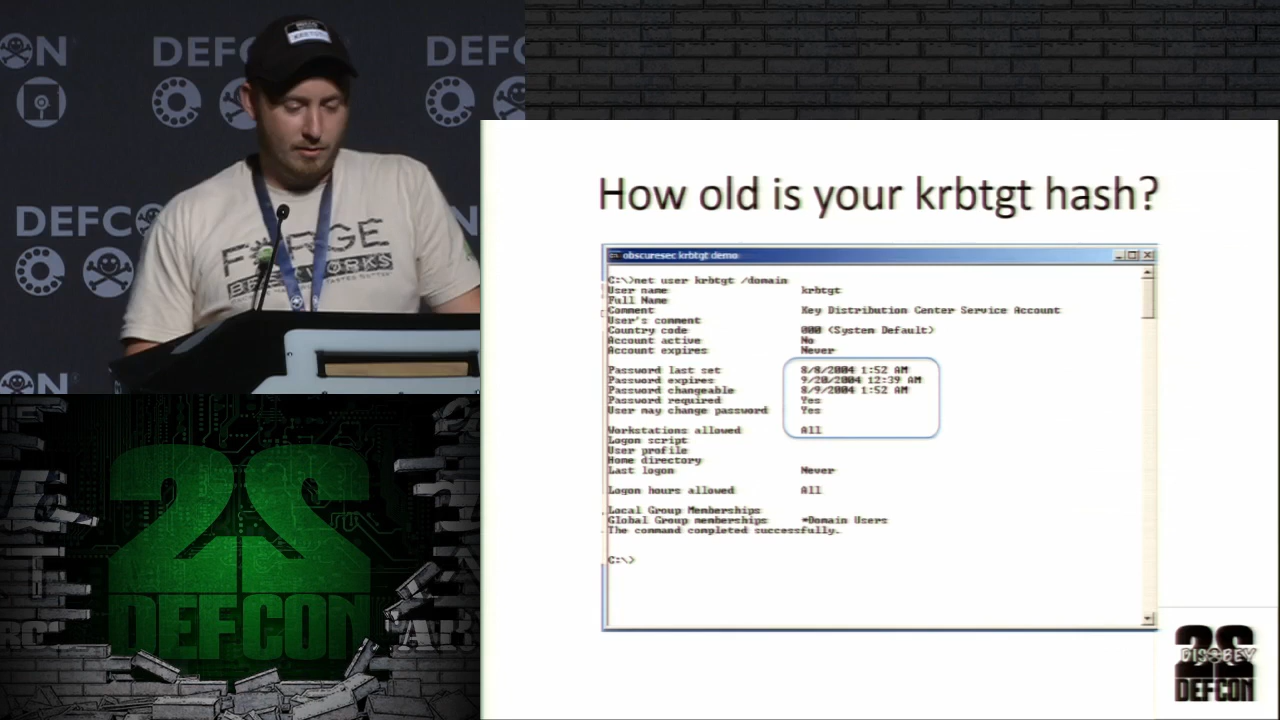 DEFCON
FORGE
How old is your krbtgt hash?
obscuresec krbtgt demo
C:\>net user krbtgt /domain
User name krbtgt
Full Name
Comment Key Distribution Center Service Account
User's comment
Country code 000 (System Default)
Account active No
Account expires Never
Password last set 8/8/2004 1:52 AM
Password expires 9/20/2004 12:39 AM
Password changeable 8/9/2004 1:52 AM
Password required Yes
User may change password Yes
Workstations allowed All
Logon script
User profile
Home directory
Last logon Never
Logon hours allowed All
Local Group Memberships
Global Group memberships *Domain Users
The command completed successfully.
C:\>
22
DEFCON
22
DISOBEY
DEFCON